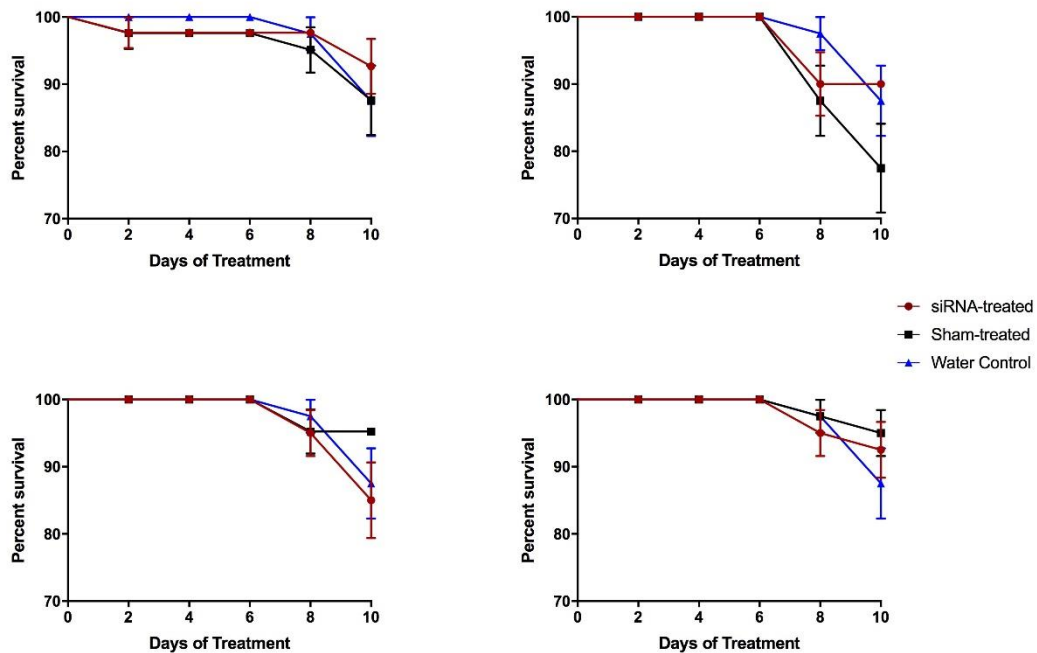 100
90
80
70
Percent survival
0 2 4 6 8 10
Days of Treatment
100
90
80
70
Percent survival
0 2 4 6 8 10
Days of Treatment
siRNA-treated
Sham-treated
Water Control
100
90
80
70
Percent survival
0 2 4 6 8 10
Days of Treatment
100
90
80
70
Percent survival
0 2 4 6 8 10
Days of Treatment